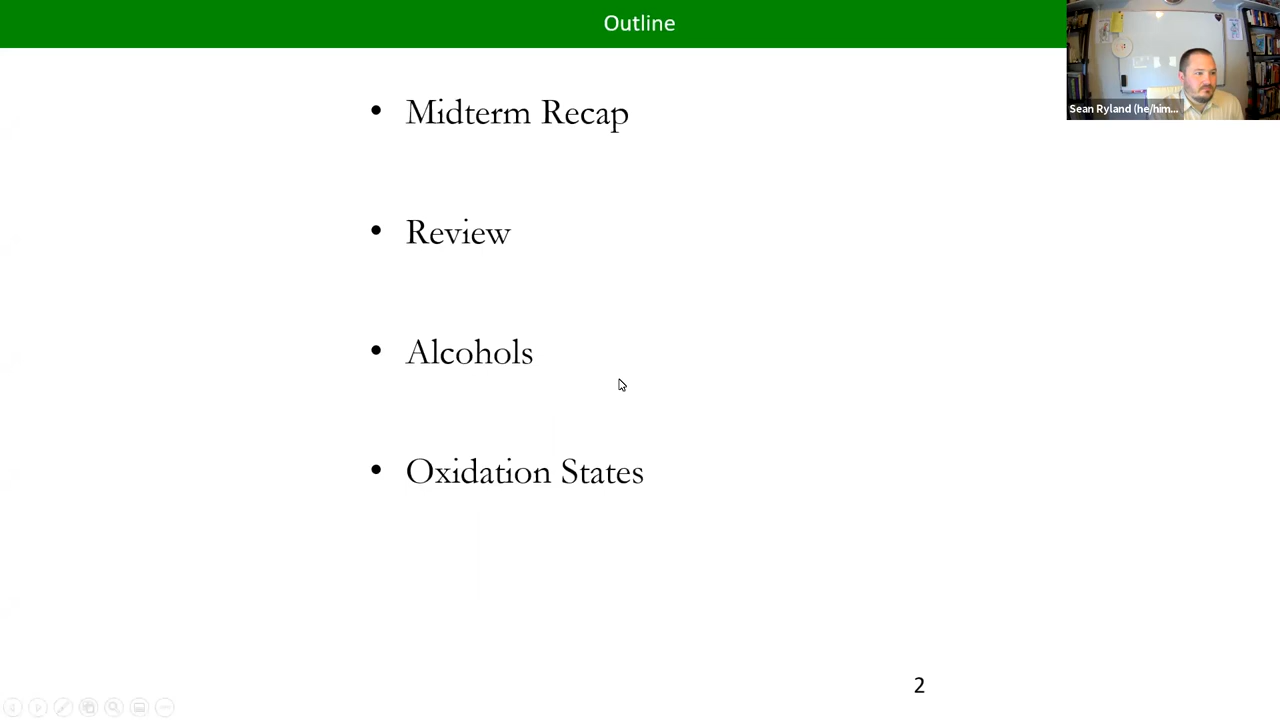 Outline
Sean Ryland (he/him...
• Midterm Recap
• Review
• Alcohols
• Oxidation States
2